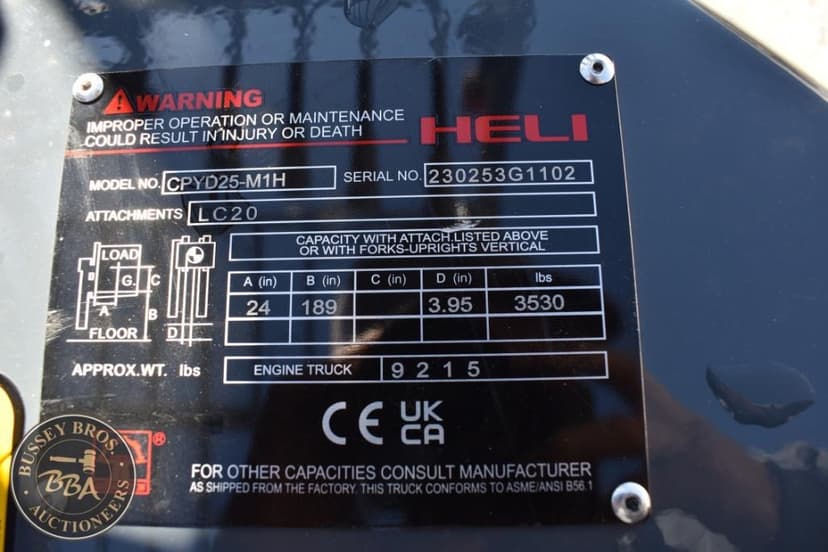 WARNING
IMPROPER OPERATION OR MAINTENANCE
COULD RESULT IN INJURY OR DEATH
HELI
MODEL NO. CPYD25-M1H SERIAL NO. 230253G1102
ATTACHMENTS LC20
CAPACITY WITH ATTACH.LISTED ABOVE
OR WITH FORKS-UPRIGHTS VERTICAL
LOAD
G. C
A B
FLOOR D
A (in) B (in) C (in) D (in) lbs
24 189 3.95 3530
APPROX.WT. lbs ENGINE TRUCK 9215
CE UK
CA
®
FOR OTHER CAPACITIES CONSULT MANUFACTURER
AS SHIPPED FROM THE FACTORY. THIS TRUCK CONFORMS TO ASME/ANSI B56.1
BUSSEY BROS.
BBA
AUCTIONEERS